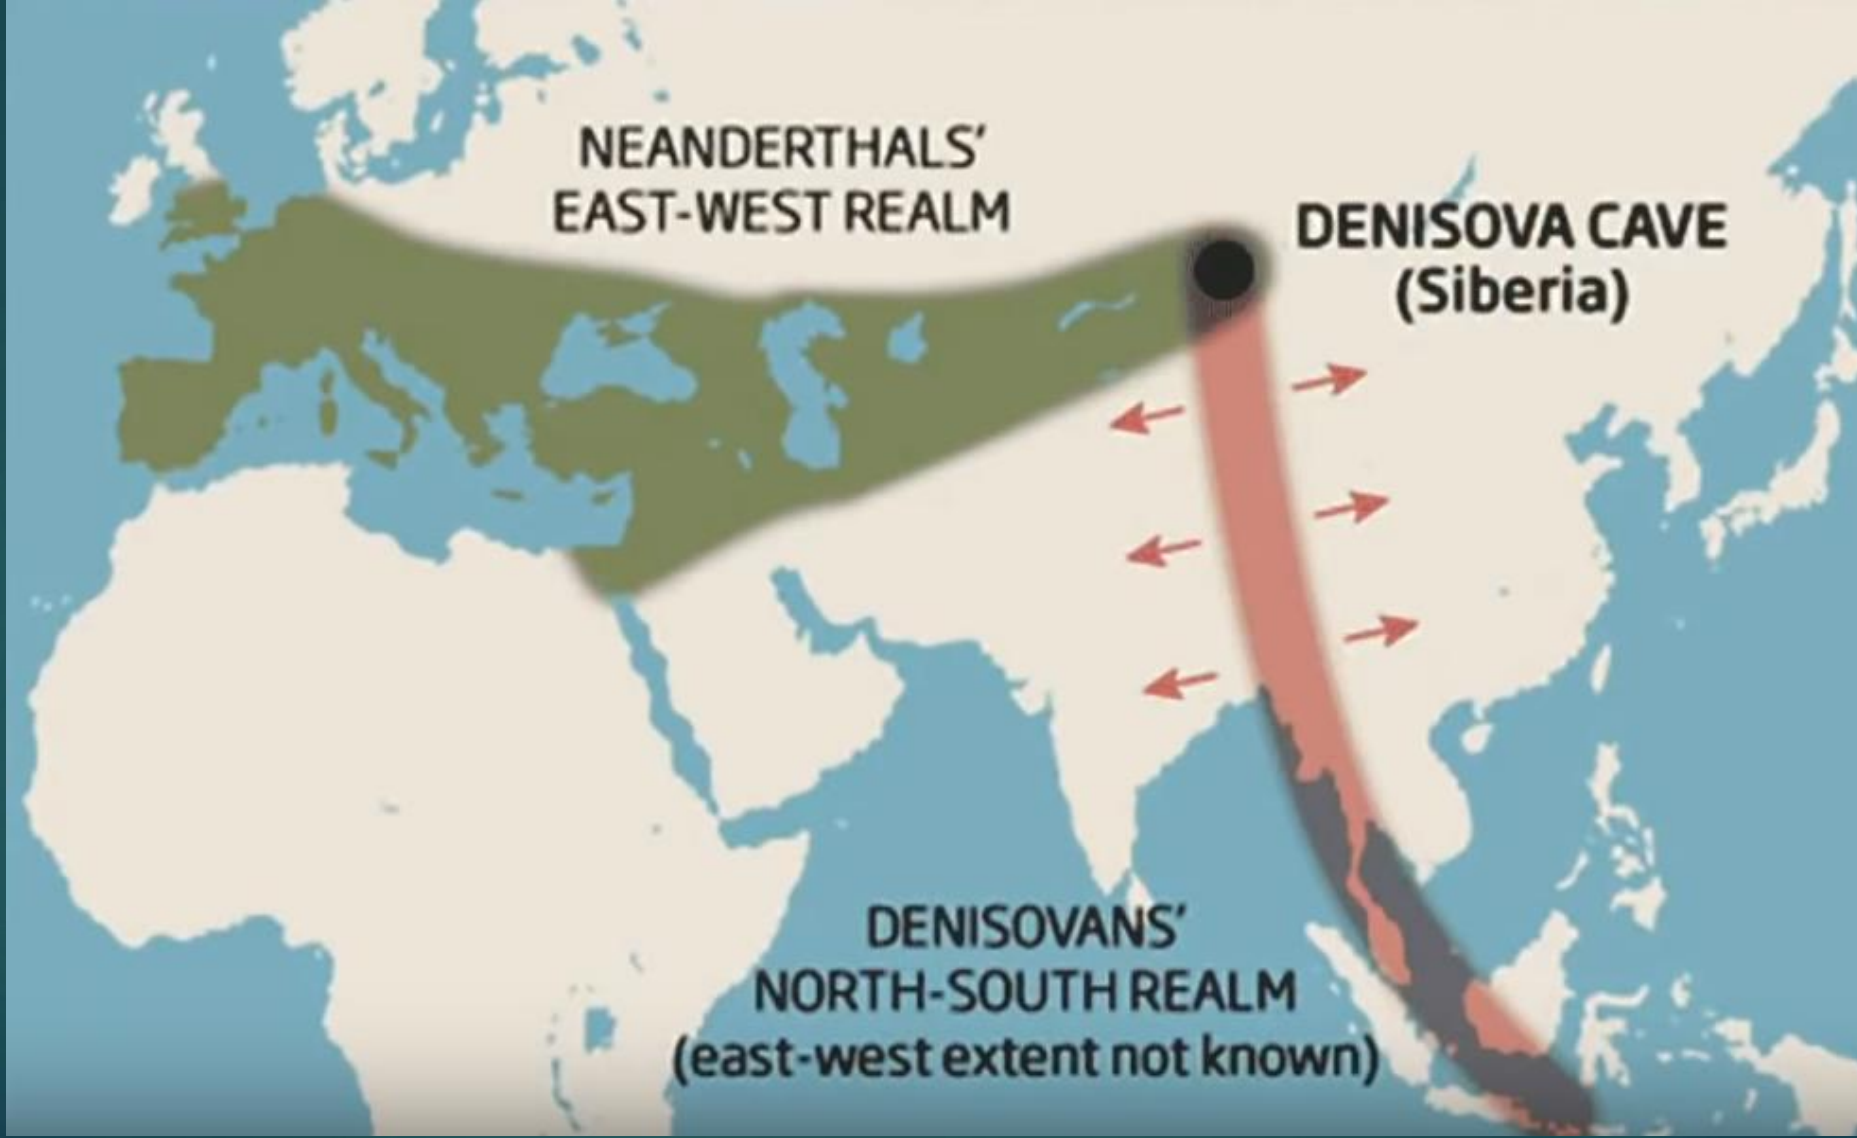 NEANDERTHALS'
EAST-WEST REALM
DENISOVA CAVE
(Siberia)
DENISOVANS'
NORTH-SOUTH REALM
(east-west extent not known)